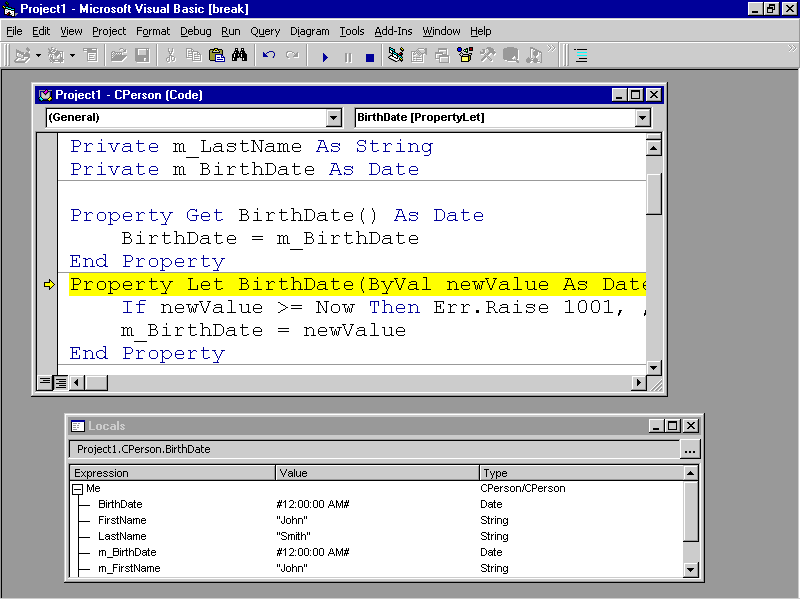 Project1 - Microsoft Visual Basic [break]
File Edit View Project Format Debug Run Query Diagram Tools Add-Ins Window Help
Project1 - CPerson (Code)
(General) BirthDate [PropertyLet]
Private m_LastName As String
Private m_BirthDate As Date
Property Get BirthDate() As Date
BirthDate = m_BirthDate
End Property
Property Let BirthDate(ByVal newValue As Date
If newValue >= Now Then Err.Raise 1001, ,
m_BirthDate = newValue
End Property
Locals
Project1.CPerson.BirthDate ...
Expression Value Type
Me CPerson/CPerson
BirthDate #12:00:00 AM# Date
FirstName "John" String
LastName "Smith" String
m_BirthDate #12:00:00 AM# Date
m_FirstName "John" String